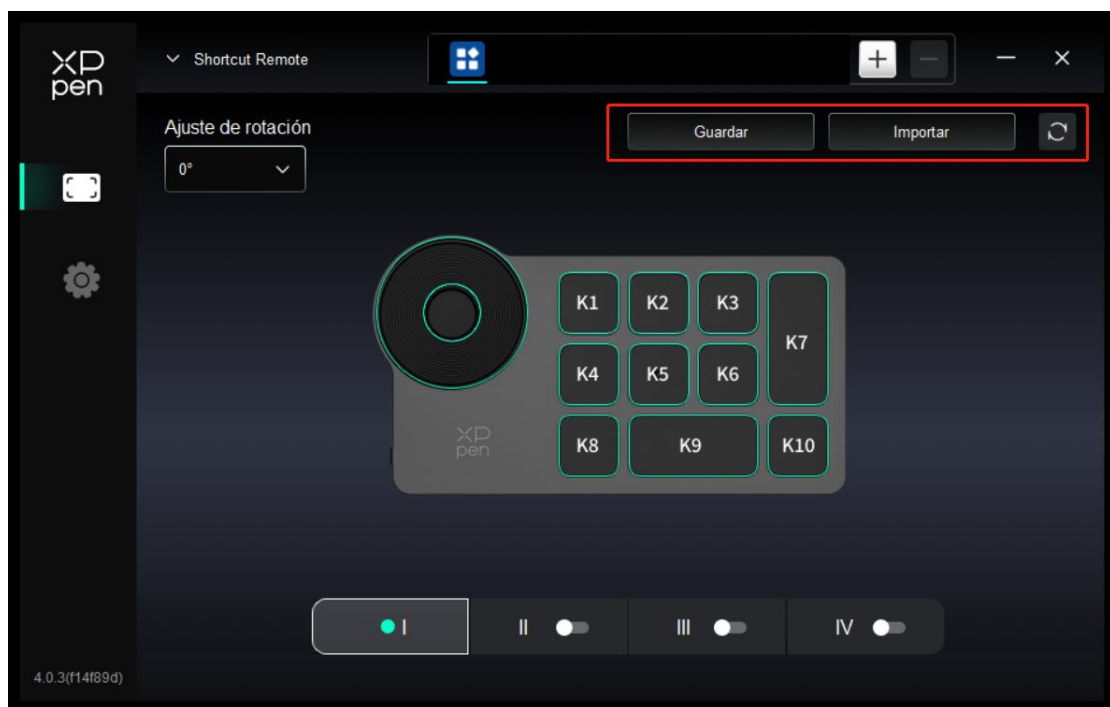 XP
pen
Shortcut Remote
Ajuste de rotación
Guardar
Importar
0°
K1
K2
K3
K7
K4
K5
K6
XP
pen
K8
K9
K10
I
II
III
IV
4.0.3(f14f89d)